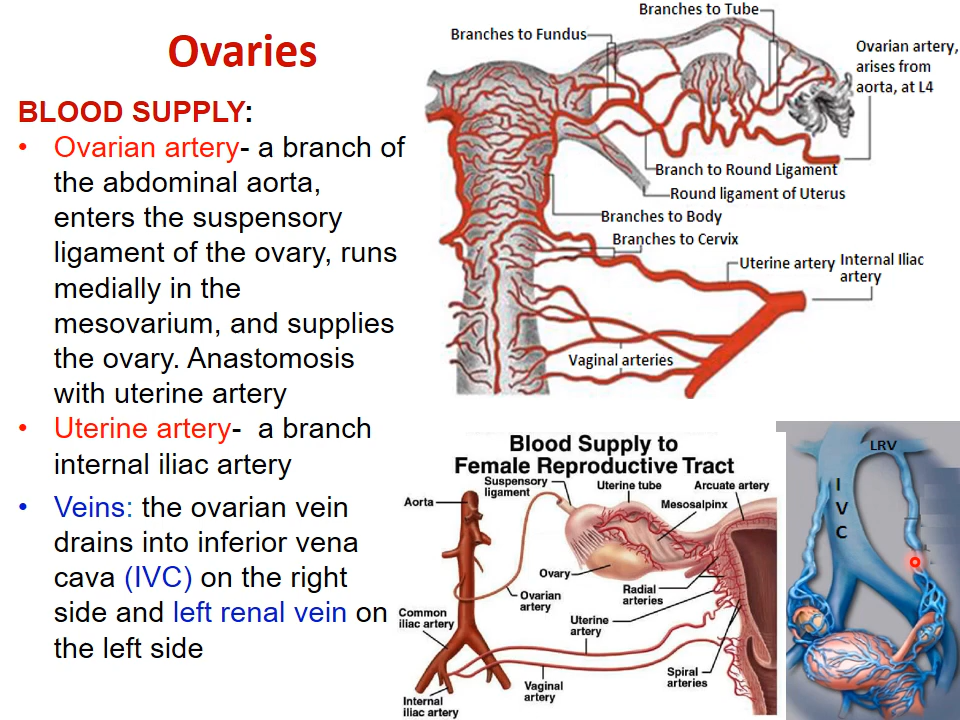 Ovaries
BLOOD SUPPLY:
• Ovarian artery- a branch of
the abdominal aorta,
enters the suspensory
ligament of the ovary, runs
medially in the
mesovarium, and supplies
the ovary. Anastomosis
with uterine artery
• Uterine artery-  a branch
internal iliac artery
• Veins: the ovarian vein
drains into inferior vena
cava (IVC) on the right
side and left renal vein on
the left side
Branches to Tube
Branches to Fundus
Ovarian artery,
arises from
aorta, at L4
Branch to Round Ligament
Round ligament of Uterus
Branches to Body
Branches to Cervix
Uterine artery
Internal Iliac
artery
Vaginal arteries
Blood Supply to
Female Reproductive Tract
Suspensory
ligament
Uterine tube
Arcuate artery
Aorta
Mesosalpinx
Ovary
Ovarian
artery
Radial
arteries
Common
iliac artery
Uterine
artery
Spiral
arteries
Vaginal
artery
Internal
iliac artery
LRV
I
V
C